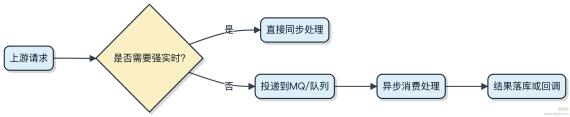 上游请求
是否需要强实时?
是
直接同步处理
否
投递到MQ/队列
异步消费处理
结果落库或回调